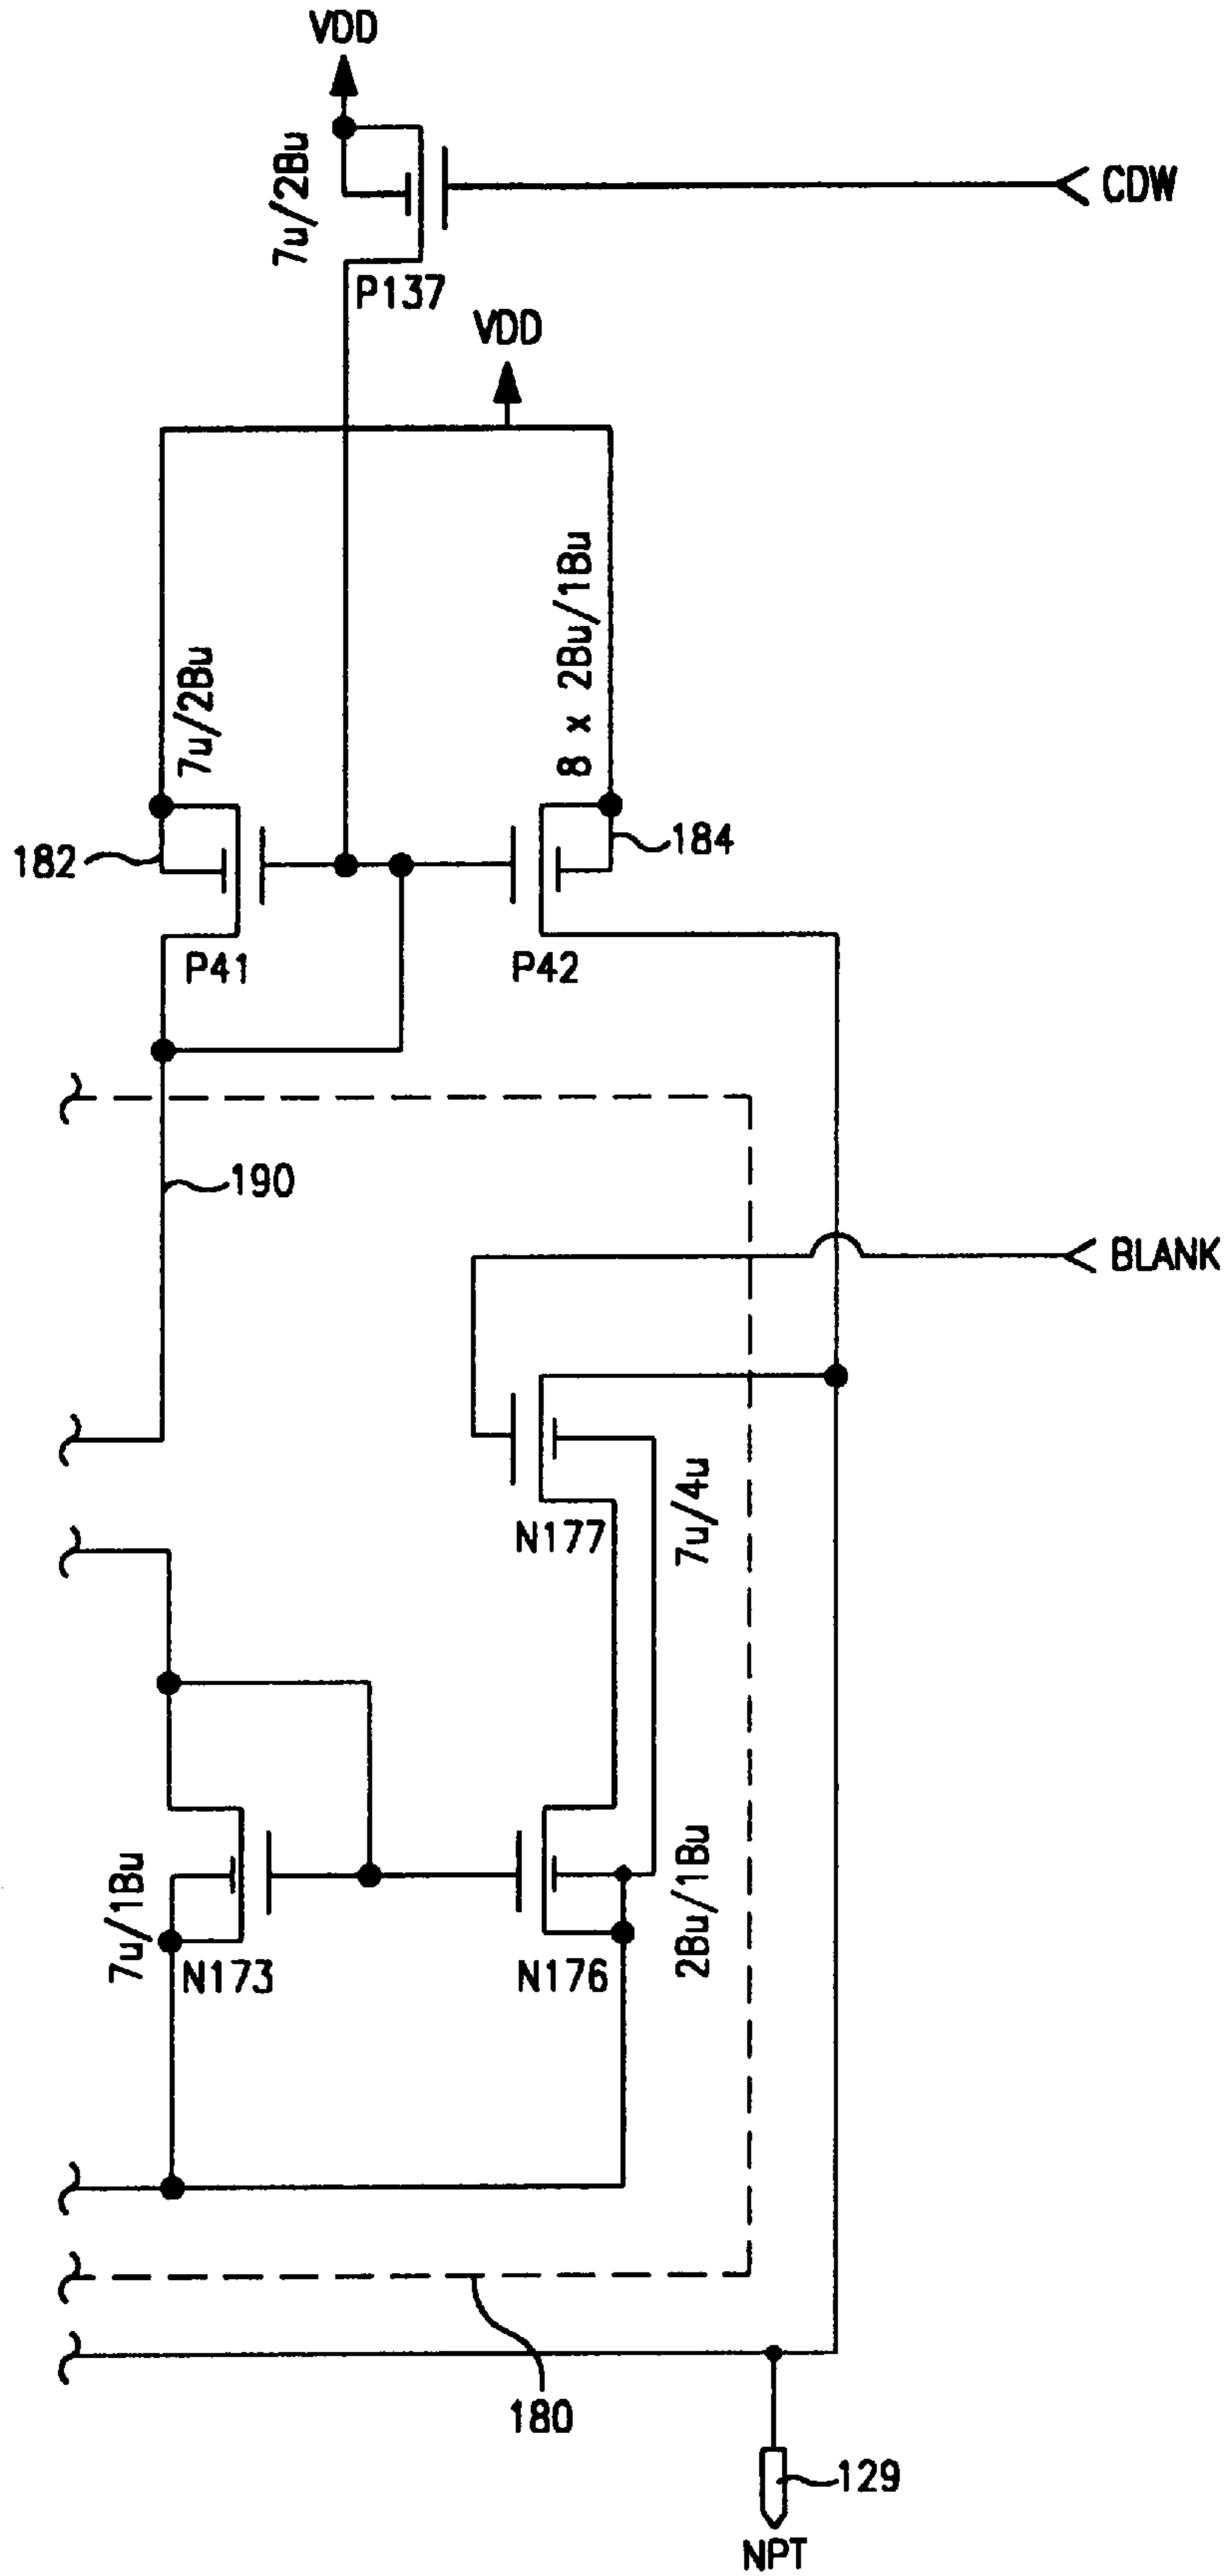 VDD
7u/2Bu
CDW
P137
VDD
7u/2Bu
8 x 2Bu/1Bu
182
184
P41
P42
190
BLANK
7u/4u
N177
7u/1Bu
2Bu/1Bu
N173
N176
180
129
NPT